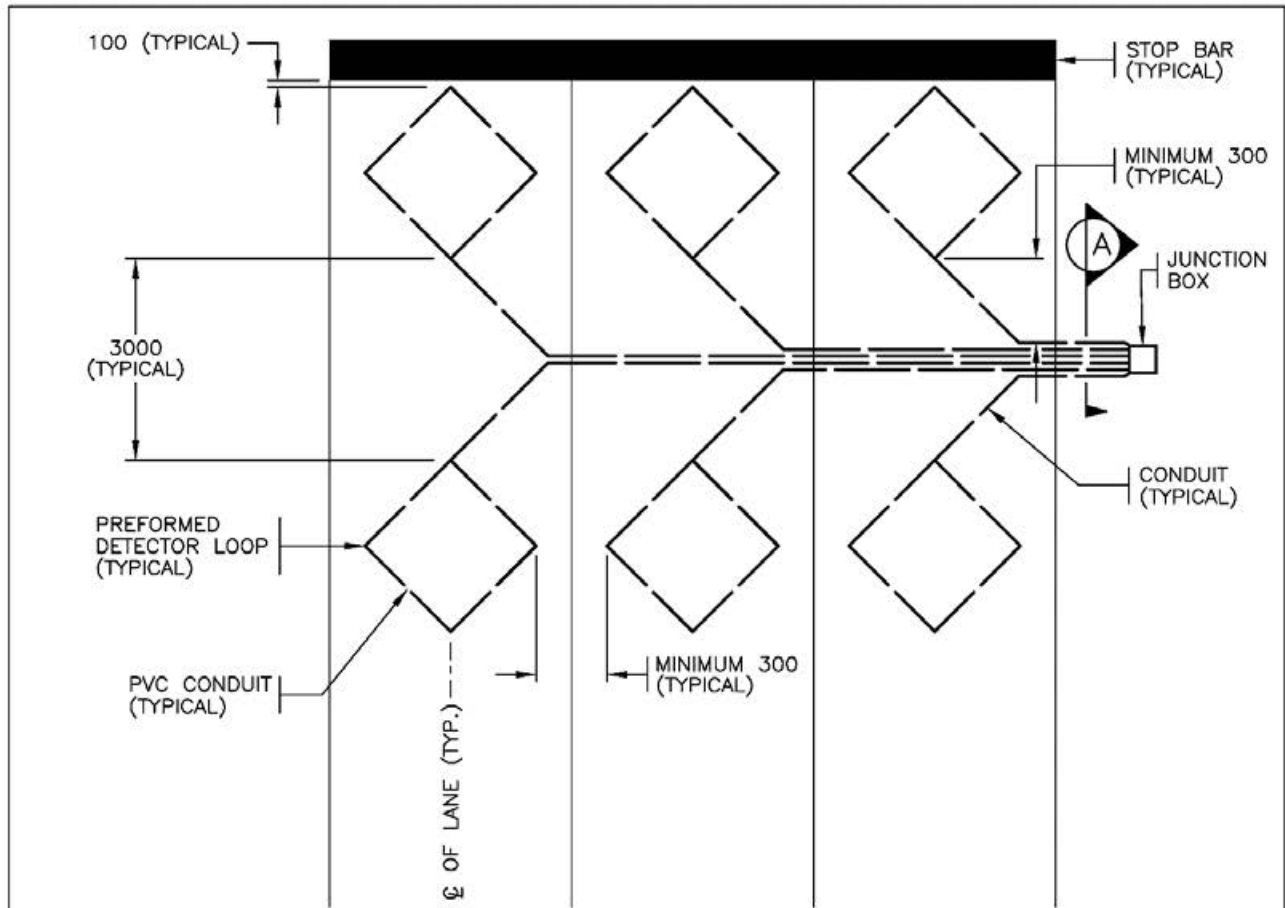 100 (TYPICAL)
STOP BAR
(TYPICAL)
MINIMUM 300
(TYPICAL)
A
JUNCTION
BOX
3000
(TYPICAL)
CONDUIT
(TYPICAL)
PREFORMED
DETECTOR LOOP
(TYPICAL)
MINIMUM 300
(TYPICAL)
PVC CONDUIT
(TYPICAL)
℄ OF LANE (TYP.)